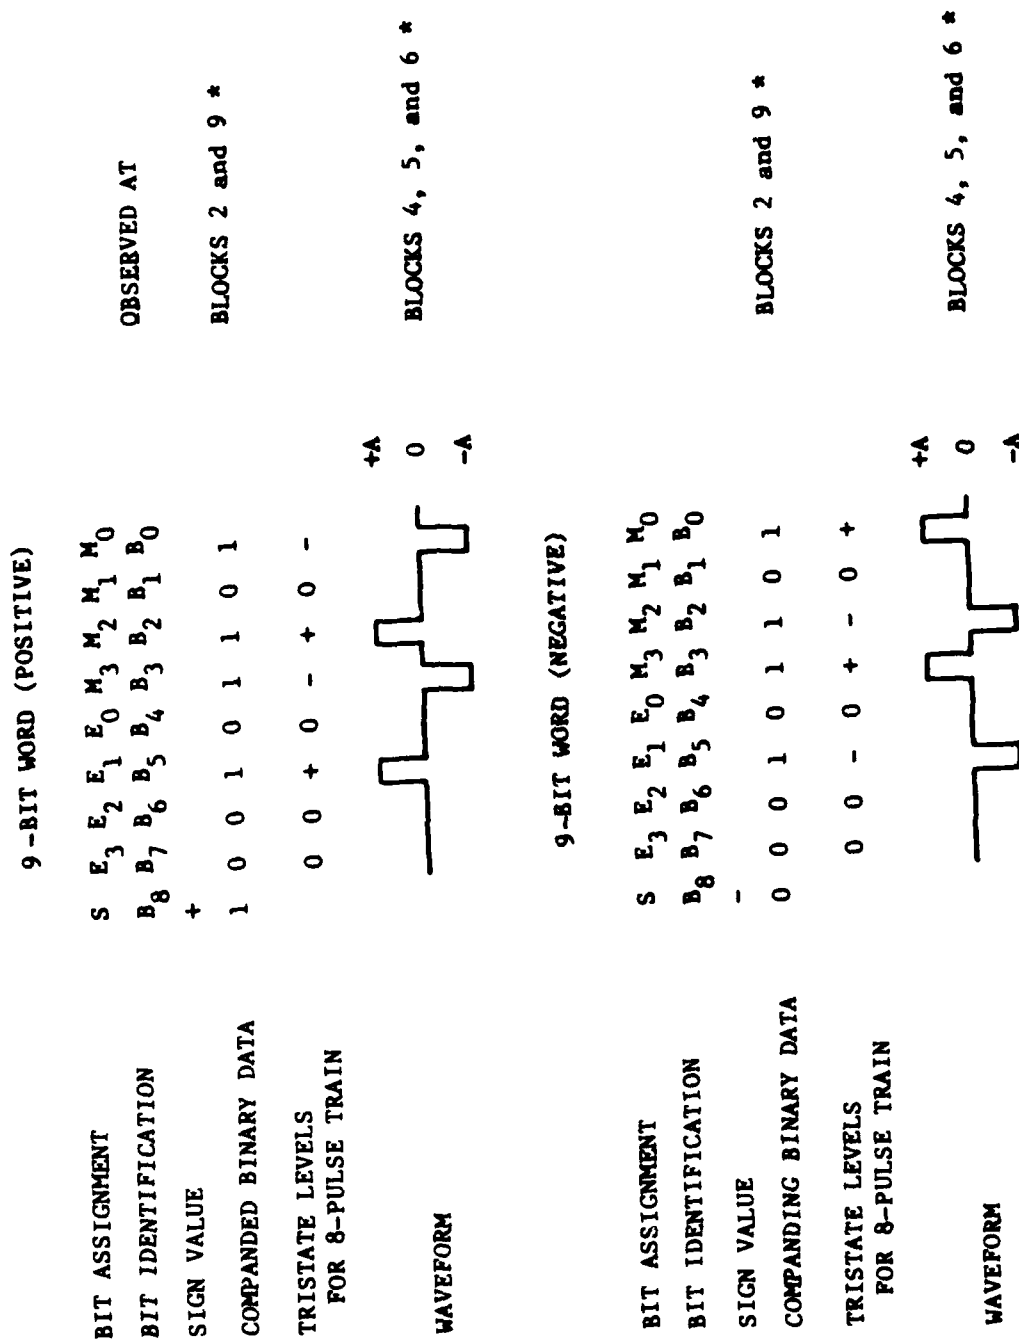 9-BIT WORD (POSITIVE)
OBSERVED AT
BIT ASSIGNMENT S E3 E2 E1 E0 M3 M2 M1 M0
BIT IDENTIFICATION B8 B7 B6 B5 B4 B3 B2 B1 B0
SIGN VALUE +
COMPANDED BINARY DATA 1 0 0 1 0 1 1 0 1 BLOCKS 2 and 9 *
TRISTATE LEVELS 0 0 + 0 - + 0 -
FOR 8-PULSE TRAIN
+A
WAVEFORM 0 BLOCKS 4, 5, and 6 *
-A
9-BIT WORD (NEGATIVE)
BIT ASSIGNMENT S E3 E2 E1 E0 M3 M2 M1 M0
BIT IDENTIFICATION B8 B7 B6 B5 B4 B3 B2 B1 B0
SIGN VALUE -
COMPANDING BINARY DATA 0 0 0 1 0 1 1 0 1 BLOCKS 2 and 9 *
TRISTATE LEVELS 0 0 - 0 + - 0 +
FOR 8-PULSE TRAIN
+A
WAVEFORM 0 BLOCKS 4, 5, and 6 *
-A